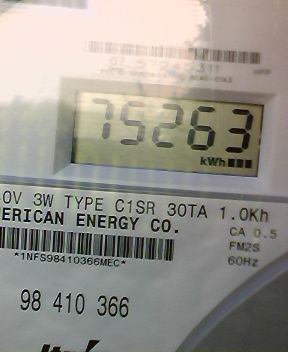 75263
kWh
0V 3W TYPE C1SR 30TA 1.0Kh
ERICAN ENERGY CO.
CA 0.5
FM2S
60Hz
*1NFS98410366MEC*
98 410 366